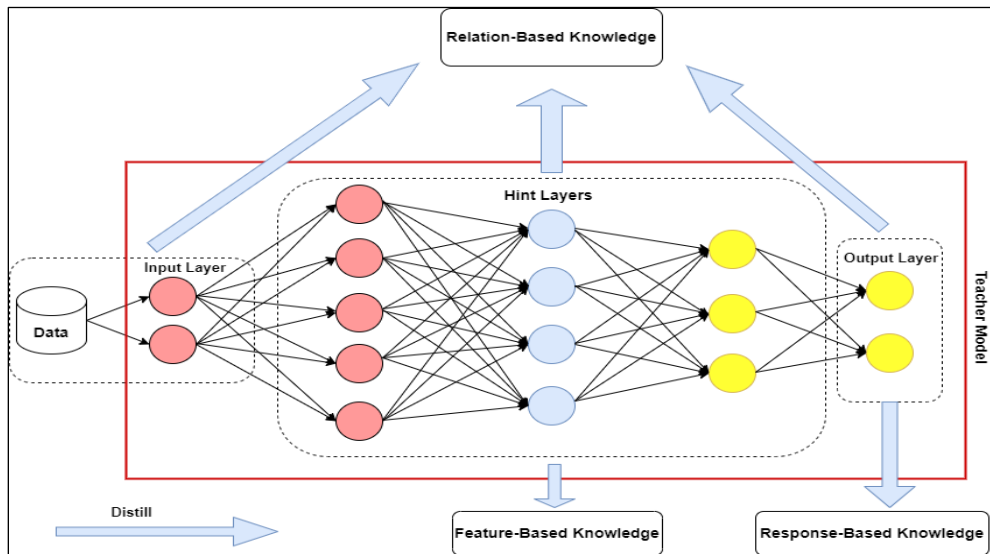 Relation-Based Knowledge
Hint Layers
Input Layer
Output Layer
Data
Teacher Model
Distill
Feature-Based Knowledge
Response-Based Knowledge